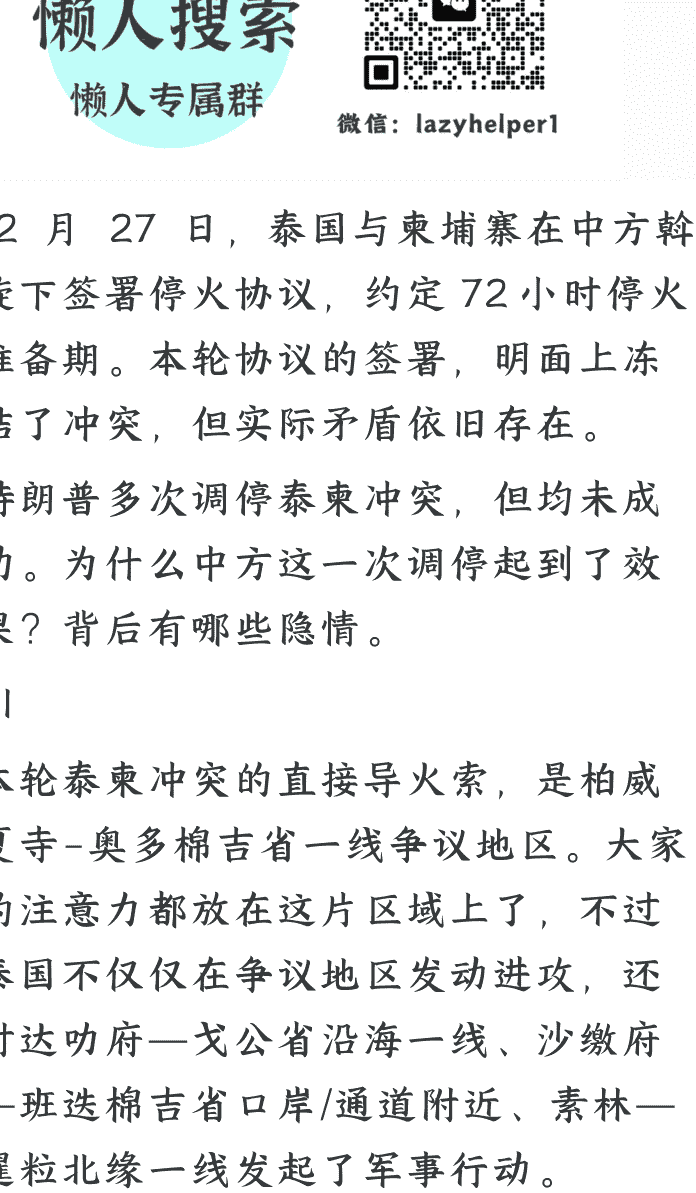 懒人搜索
懒人专属群
微信：lazyhelper1
2 月 27 日，泰国与柬埔寨在中方斡
旋下签署停火协议，约定 72 小时停火
准备期。本轮协议的签署，明面上冻
结了冲突，但实际矛盾依旧存在。
特朗普多次调停泰柬冲突，但均未成
功。为什么中方这一次调停起到了效
果？背后有哪些隐情。
本轮泰柬冲突的直接导火索，是柏威
夏寺-奥多棉吉省一线争议地区。大家
的注意力都放在这片区域上了，不过
泰国不仅仅在争议地区发动进攻，还
对达叻府—戈公省沿海一线、沙缴府
—班迭棉吉省口岸/通道附近、素林—
暹粒北缘一线发起了军事行动。